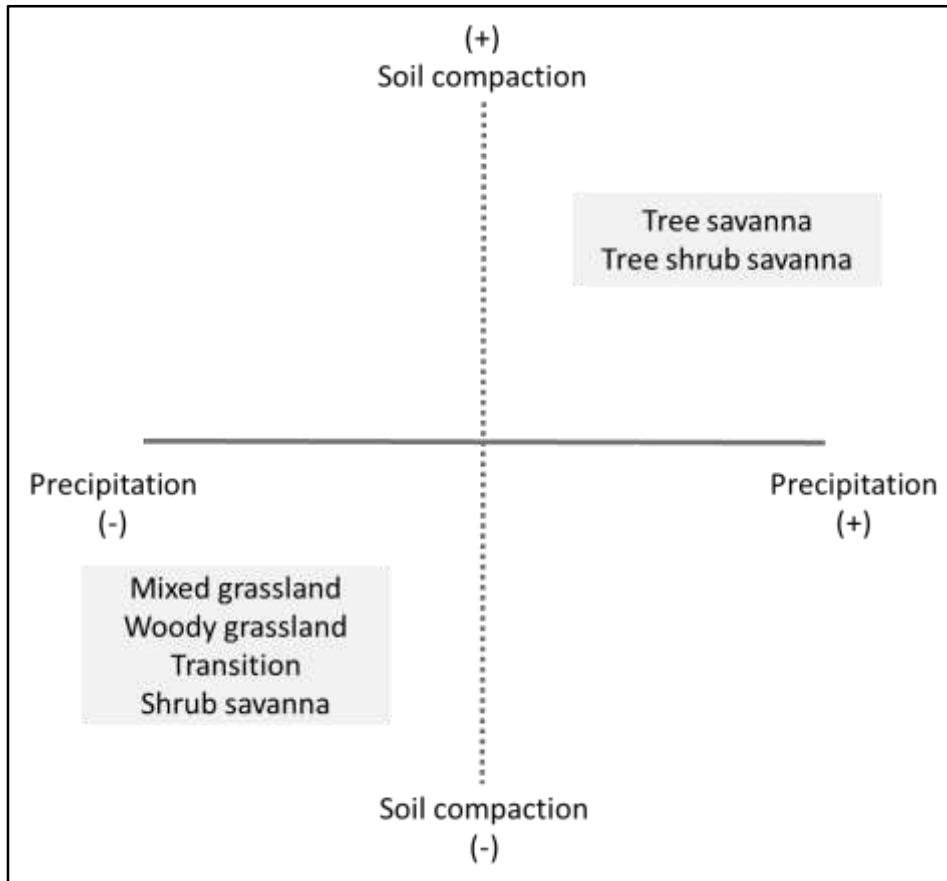 (+)
Soil compaction
Tree savanna
Tree shrub savanna
Precipitation
(-)
Precipitation
(+)
Mixed grassland
Woody grassland
Transition
Shrub savanna
Soil compaction
(-)